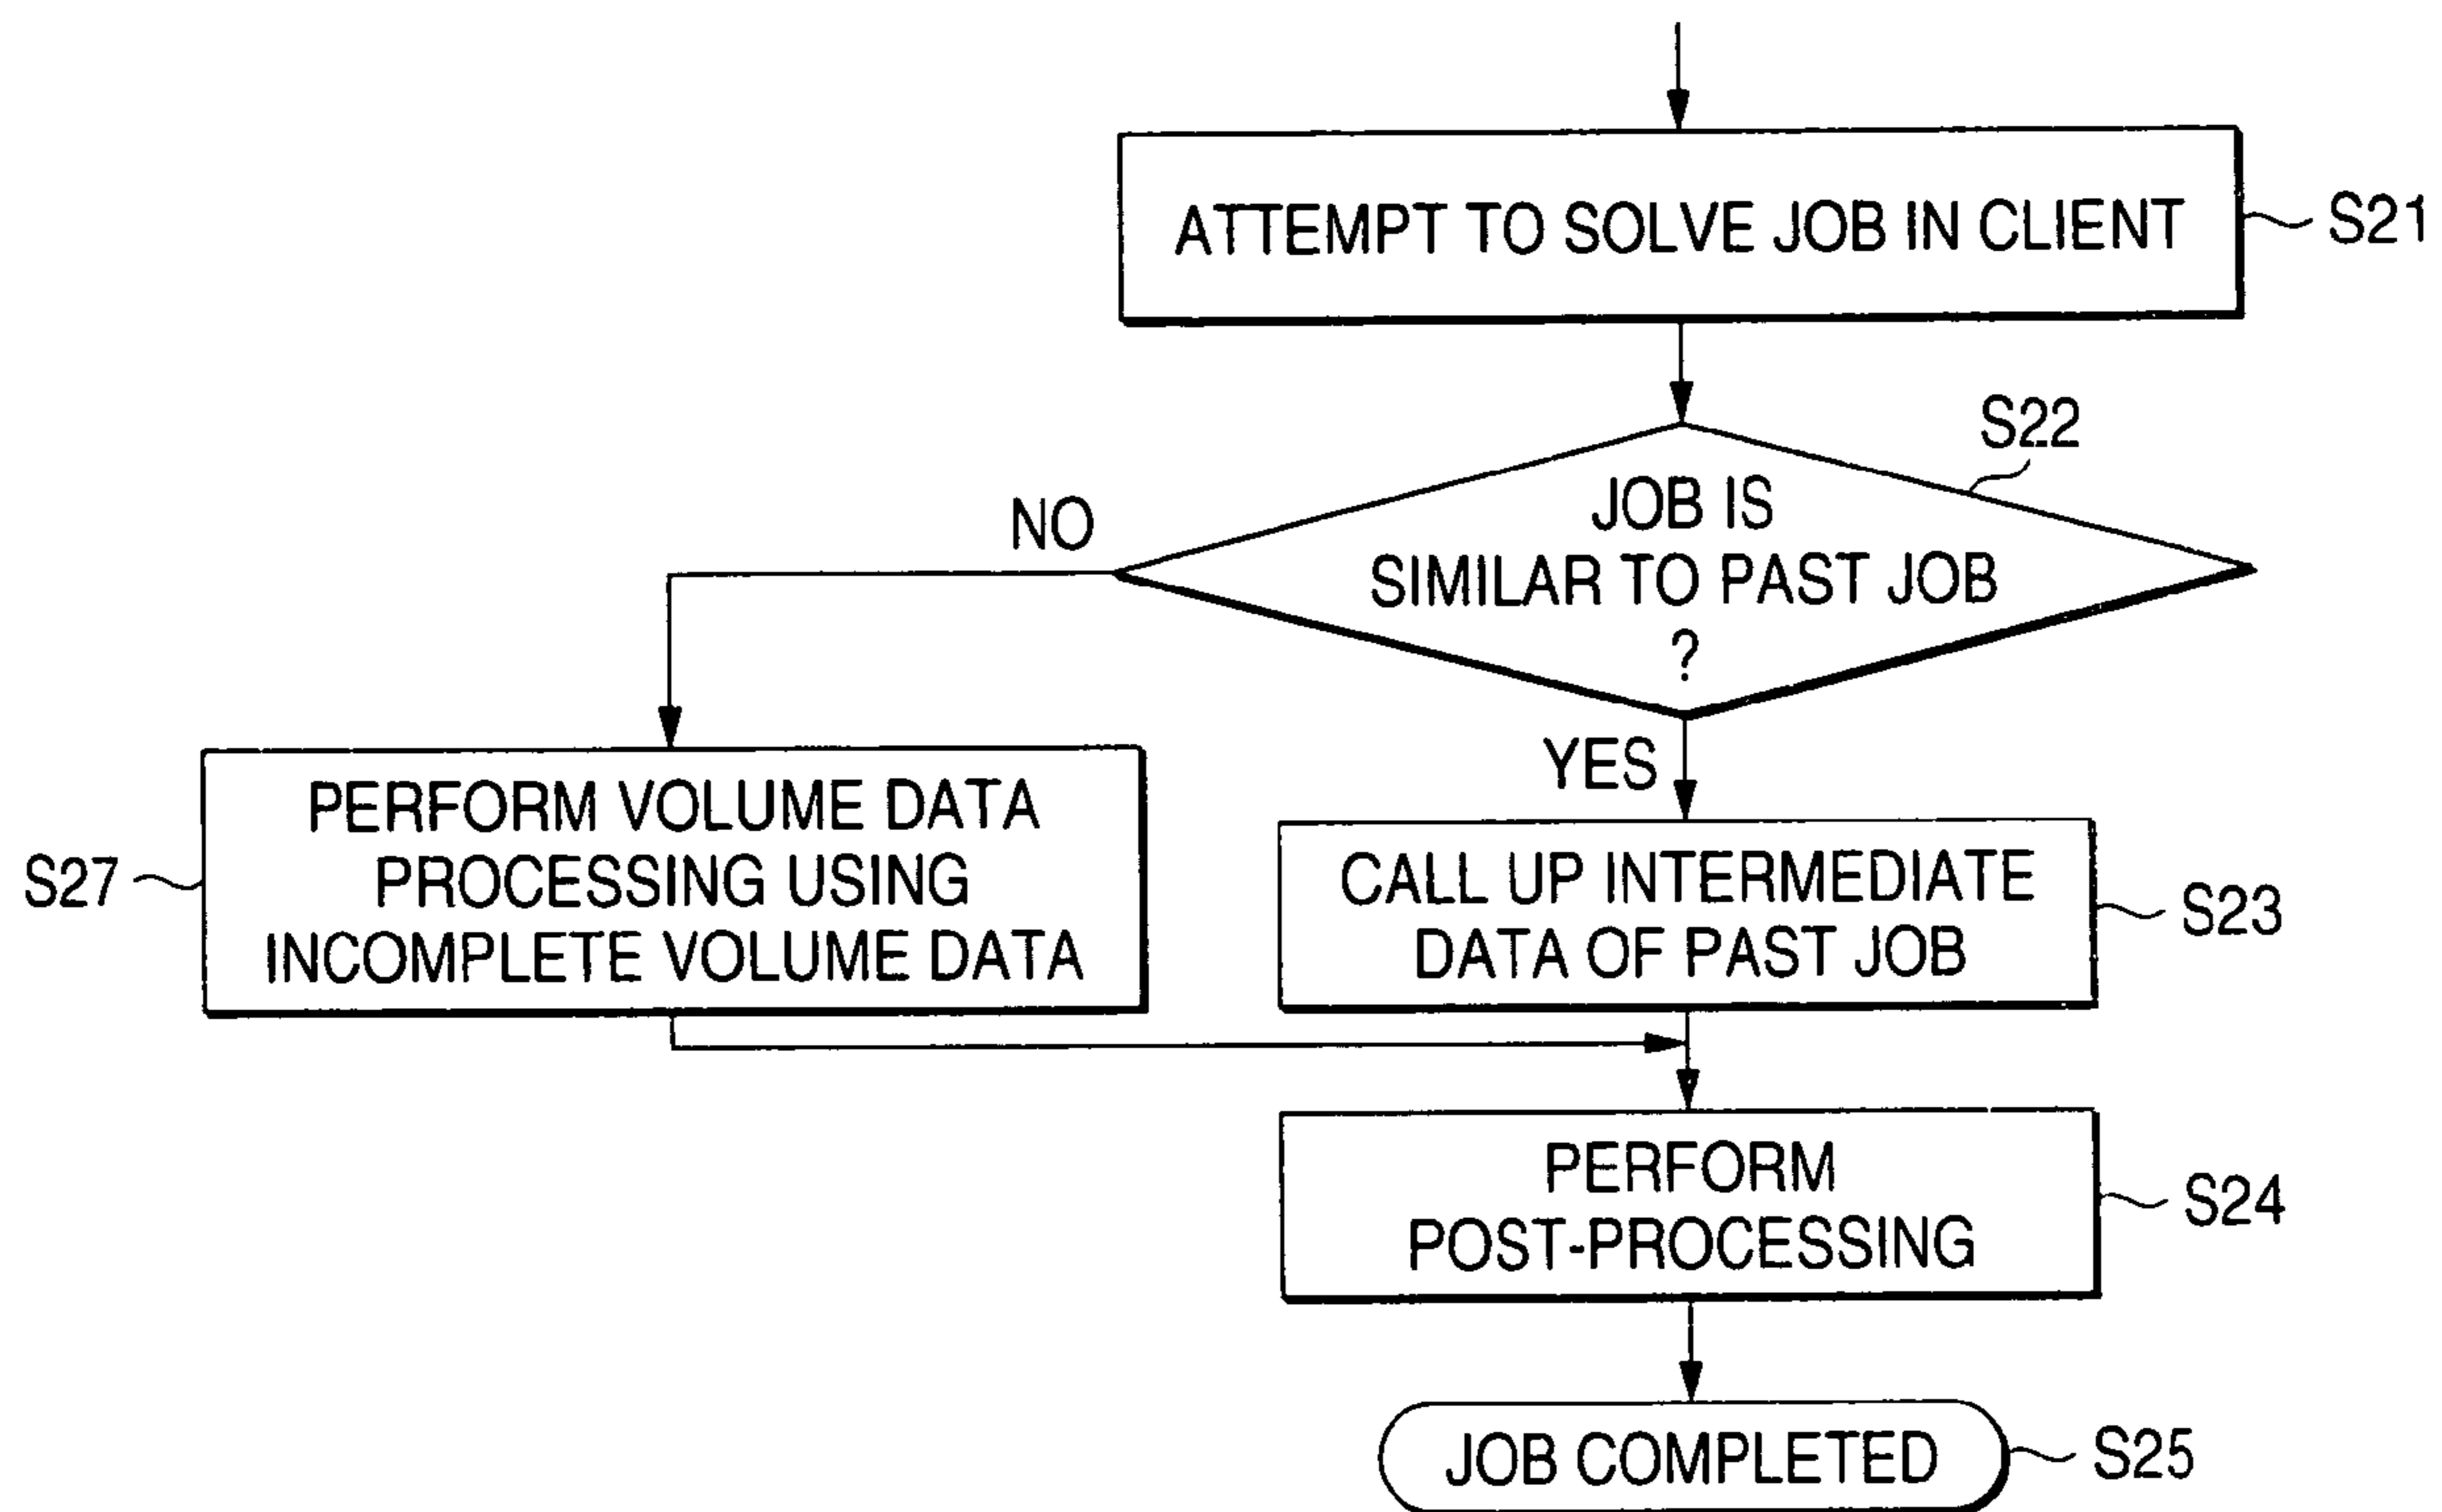 ATTEMPT TO SOLVE JOB IN CLIENT
S21
S22
JOB IS
SIMILAR TO PAST JOB
?
NO
YES
PERFORM VOLUME DATA
PROCESSING USING
INCOMPLETE VOLUME DATA
S27
CALL UP INTERMEDIATE
DATA OF PAST JOB
S23
PERFORM
POST-PROCESSING
S24
JOB COMPLETED
S25